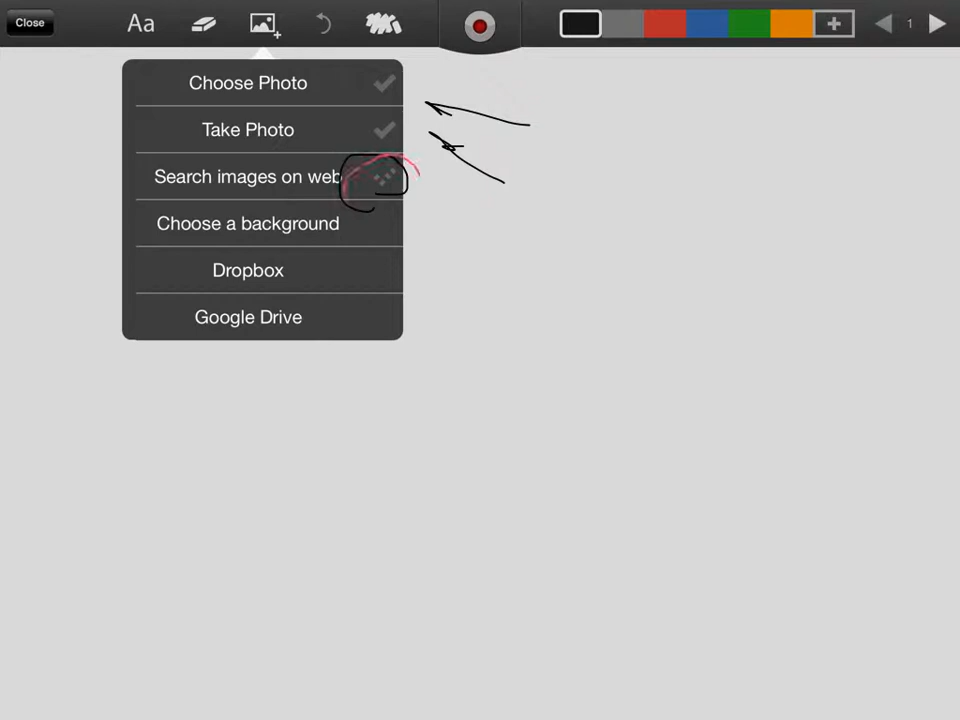 Close Aa 1
Choose Photo
Take Photo
Search images on web
Choose a background
Dropbox
Google Drive